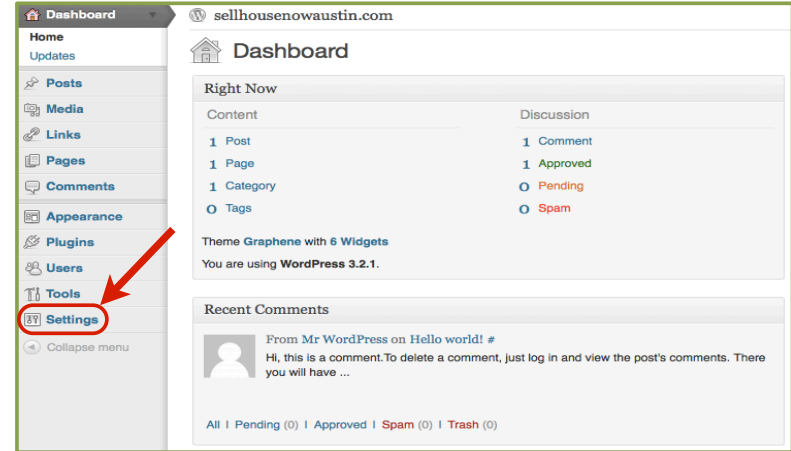 Dashboard
Home
Updates
Posts
Media
Links
Pages
Comments
Appearance
Plugins
Users
Tools
Settings
Collapse menu
sellhousenowaustin.com
Dashboard
Right Now
Content
1 Post
1 Page
1 Category
0 Tags
Discussion
1 Comment
1 Approved
0 Pending
0 Spam
Theme Graphene with 6 Widgets
You are using WordPress 3.2.1.
Recent Comments
From Mr WordPress on Hello world! #
Hi, this is a comment.To delete a comment, just log in and view the post's comments. There
you will have ...
All | Pending (0) | Approved | Spam (0) | Trash (0)